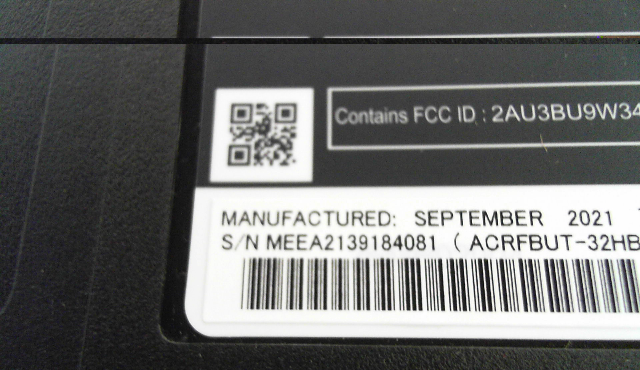 Contains FCC ID : 2AU3BU9W34
MANUFACTURED: SEPTEMBER 2021
S/N MEEA2139184081 ( ACRFBUT-32HB